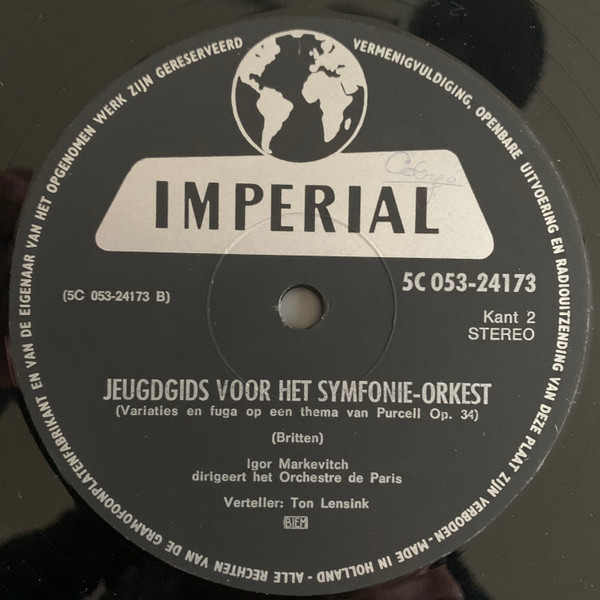 ALLE RECHTEN VAN DE GRAMOFOONPLATENFABRIKANT EN VAN DE EIGENAAR VAN HET OPGENOMEN WERK ZIJN GERESERVEERD
VERMENIGVULDIGING, OPENBARE UITVOERING EN RADIOUITZENDING VAN DEZE PLAAT ZIJN VERBODEN - MADE IN HOLLAND -
IMPERIAL
5C 053-24173
(5C 053-24173 B)
Kant 2
STEREO
JEUGDGIDS VOOR HET SYMFONIE-ORKEST
(Variaties en fuga op een thema van Purcell Op. 34)
(Britten)
Igor Markevitch
dirigeert het Orchestre de Paris
Verteller: Ton Lensink
BIEM